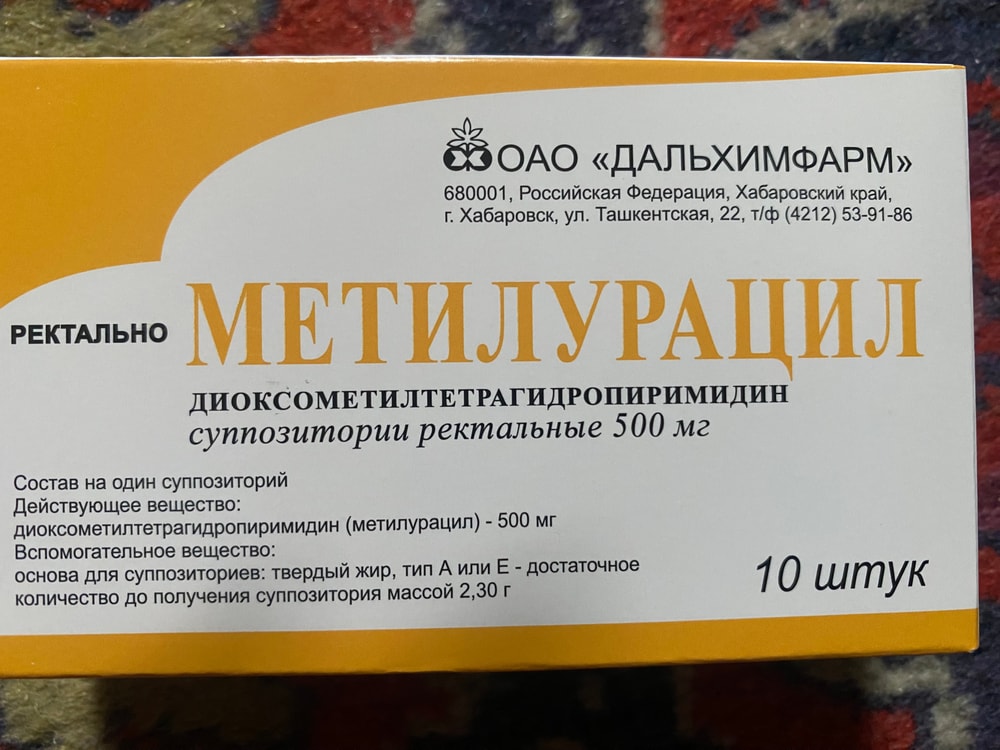 ОАО «ДАЛЬХИМФАРМ»
680001, Российская Федерация, Хабаровский край,
г. Хабаровск, ул. Ташкентская, 22, т/ф (4212) 53-91-86
РЕКТАЛЬНО
МЕТИЛУРАЦИЛ
ДИОКСОМЕТИЛТЕТРАГИДРОПИРИМИДИН
суппозитории ректальные 500 мг
Состав на один суппозиторий
Действующее вещество:
диоксометилтетрагидропиримидин (метилурацил) - 500 мг
Вспомогательное вещество:
основа для суппозиториев: твердый жир, тип А или Е - достаточное
количество до получения суппозитория массой 2,30 г
10 штук